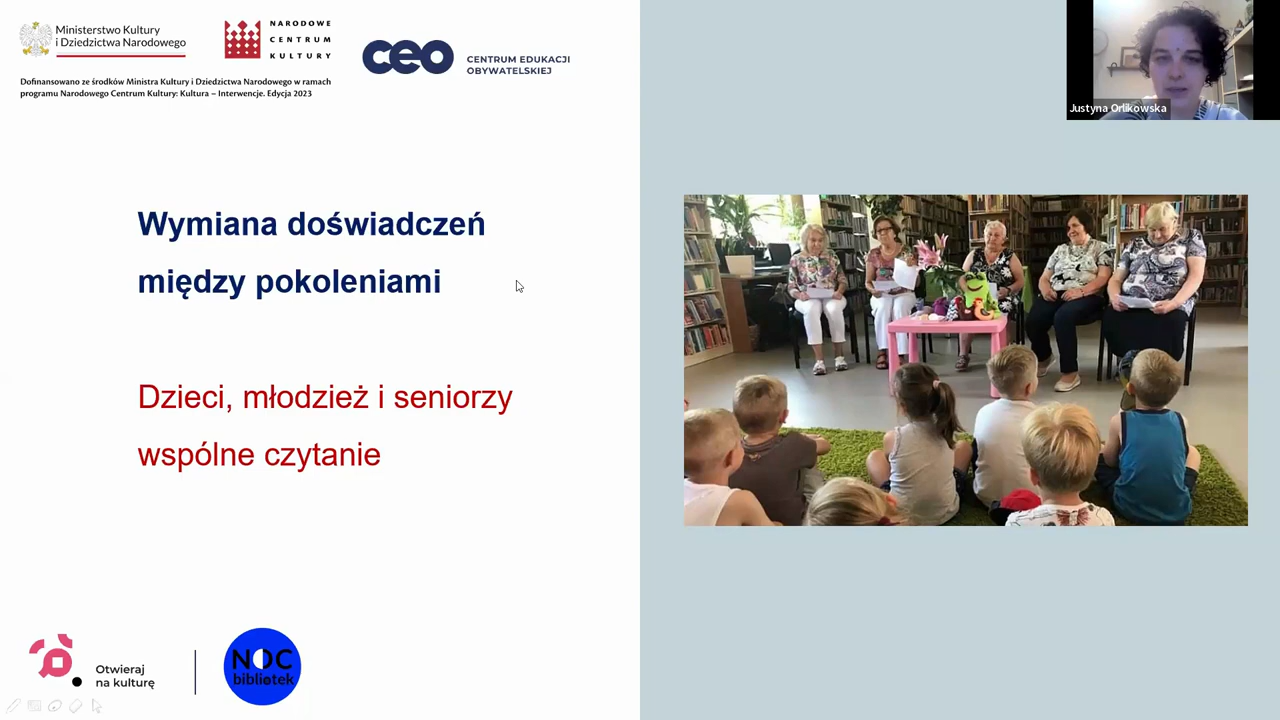 Ministerstwo Kultury
i Dziedzictwa Narodowego
NARODOWE
CENTRUM
KULTURY
ceo
CENTRUM EDUKACJI
OBYWATELSKIEJ
Dofinansowano ze środków Ministra Kultury i Dziedzictwa Narodowego w ramach
programu Narodowego Centrum Kultury: Kultura – Interwencje. Edycja 2023
Justyna Orlikowska
Wymiana doświadczeń
między pokoleniami
Dzieci, młodzież i seniorzy
wspólne czytanie
Otwieraj
na kulturę
NOC
bibliotek